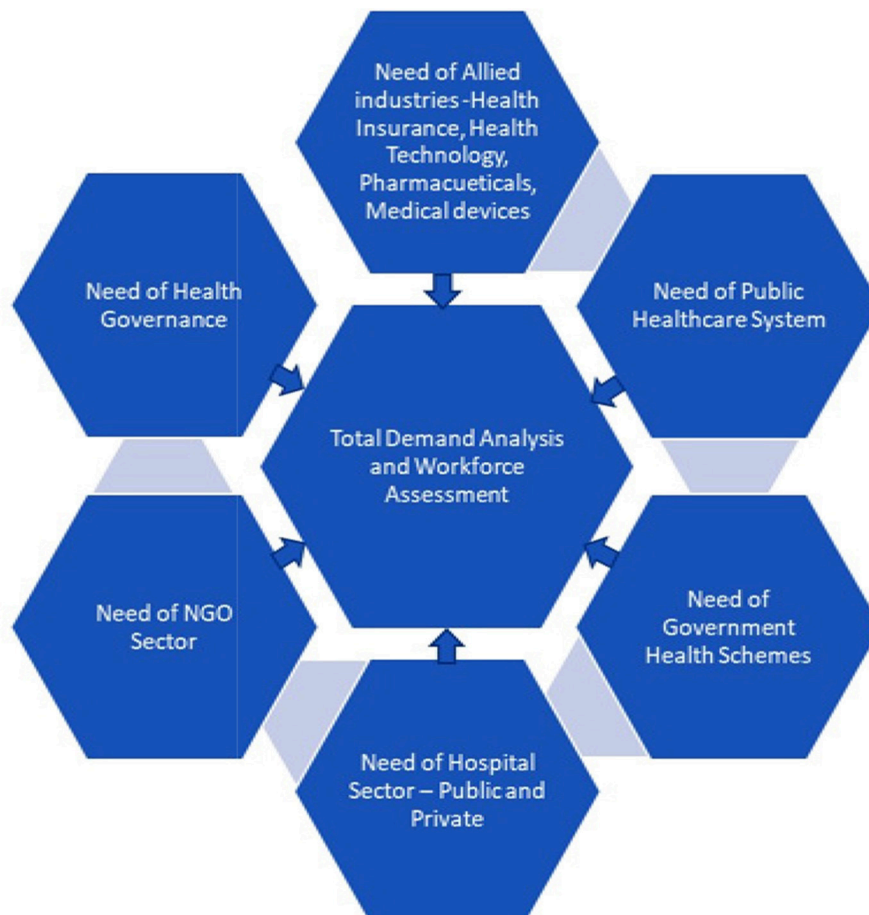 Need of Allied
industries -Health
Insurance, Health
Technology,
Pharmacueticals,
Medical devices
Need of Health
Governance
Need of Public
Healthcare System
Total Demand Analysis
and Workforce
Assessment
Need of NGO
Sector
Need of
Government
Health Schemes
Need of Hospital
Sector – Public and
Private